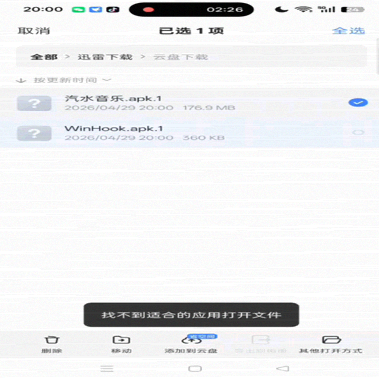 20:00 02:26
取消 已选 1 项 全选
全部 > 迅雷下载 > 云盘下载
按更新时间
汽水音乐.apk.1
2026/04/29 20:00 176.9 MB
WinHook.apk.1
2026/04/29 20:00 360 KB
找不到适合的应用打开文件
删除 移动 添加到云盘 其他打开方式